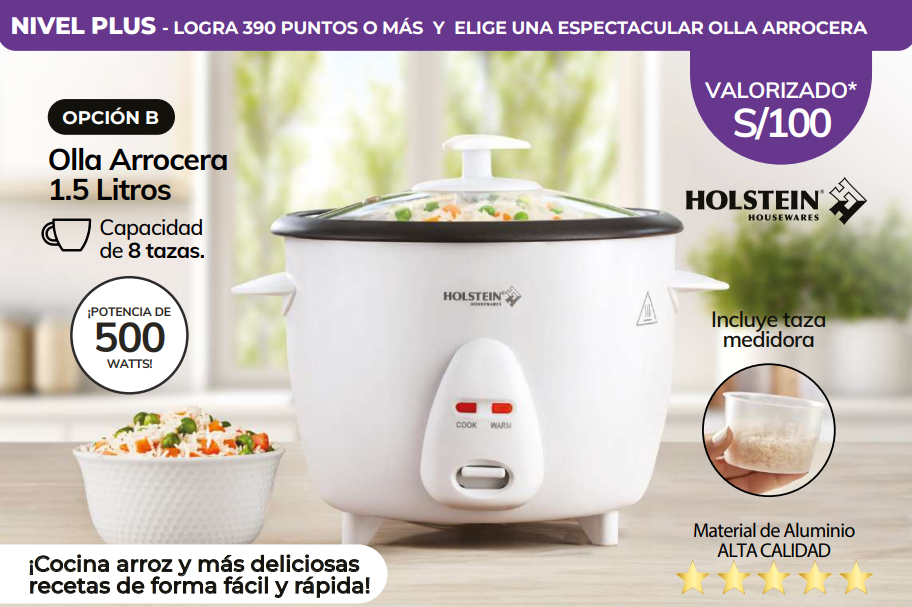 NIVEL PLUS - LOGRA 390 PUNTOS O MÁS Y ELIGE UNA ESPECTACULAR OLLA ARROCERA
VALORIZADO*
S/100
OPCIÓN B
Olla Arrocera
1.5 Litros
Capacidad
de 8 tazas.
¡POTENCIA DE
500
WATTS!
HOLSTEIN®
HOUSEWARES
HOLSTEIN®
HOUSEWARES
COOK WARM
Incluye taza
medidora
Material de Aluminio
ALTA CALIDAD
¡Cocina arroz y más deliciosas
recetas de forma fácil y rápida!